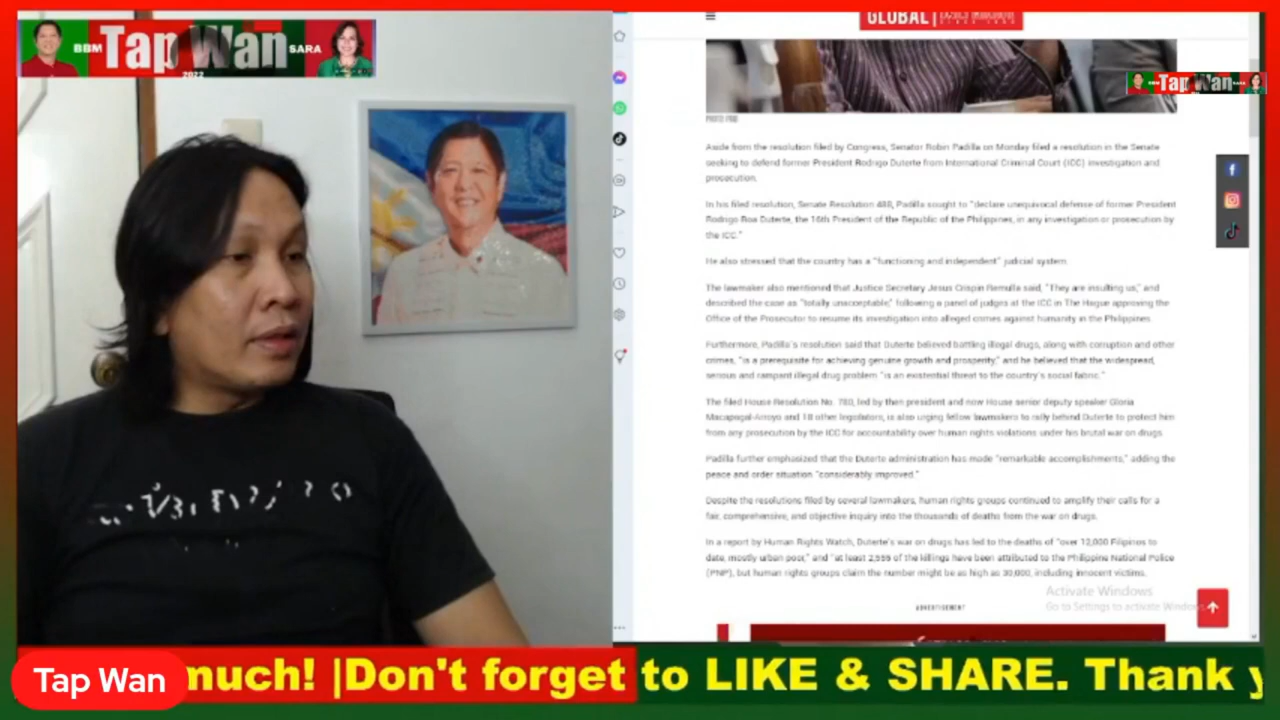 BBM Tap Wan SARA
2022
GLOBAL
BBM Tap Wan SARA
Aside from the resolution filed by Congress, Senator Robin Padilla on Monday filed a resolution in the Senate
seeking to defend former President Rodrigo Duterte from International Criminal Court (ICC) investigation and
prosecution.
In his filed resolution, Senate Resolution 488, Padilla sought to "declare unequivocal defense of former President
Rodrigo Roa Duterte, the 16th President of the Republic of the Philippines, in any investigation or prosecution by
the ICC."
He also stressed that the country has a "functioning and independent" judicial system.
The lawmaker also mentioned that Justice Secretary Jesus Crispin Remulla said, "They are insulting us," and
described the case as "totally unacceptable," following a panel of judges at the ICC in The Hague approving the
Office of the Prosecutor to resume its investigation into alleged crimes against humanity in the Philippines.
Furthermore, Padilla's resolution said that Duterte believed battling illegal drugs, along with corruption and other
crimes, "is a prerequisite for achieving genuine growth and prosperity," and he believed that the widespread,
serious and rampant illegal drug problem "is an existential threat to the country's social fabric."
The filed House Resolution No. 780, led by then president and now House senior deputy speaker Gloria
Macapagal-Arroyo and 18 other legislators, is also urging fellow lawmakers to rally behind Duterte to protect him
from any prosecution by the ICC for accountability over human rights violations under his brutal war on drugs.
Padilla further emphasized that the Duterte administration has made "remarkable accomplishments," adding the
peace and order situation "considerably improved."
Despite the resolutions filed by several lawmakers, human rights groups continued to amplify their calls for a
fair, comprehensive, and objective inquiry into the thousands of deaths from the war on drugs.
In a report by Human Rights Watch, Duterte's war on drugs has led to the deaths of "over 12,000 Filipinos to
date, mostly urban poor," and "at least 2,555 of the killings have been attributed to the Philippine National Police
(PNP), but human rights groups claim the number might be as high as 30,000, including innocent victims.
Activate Windows
Go to Settings to activate Windows
ADVERTISEMENT
Tap Wan
much! |Don't forget to LIKE & SHARE. Thank y